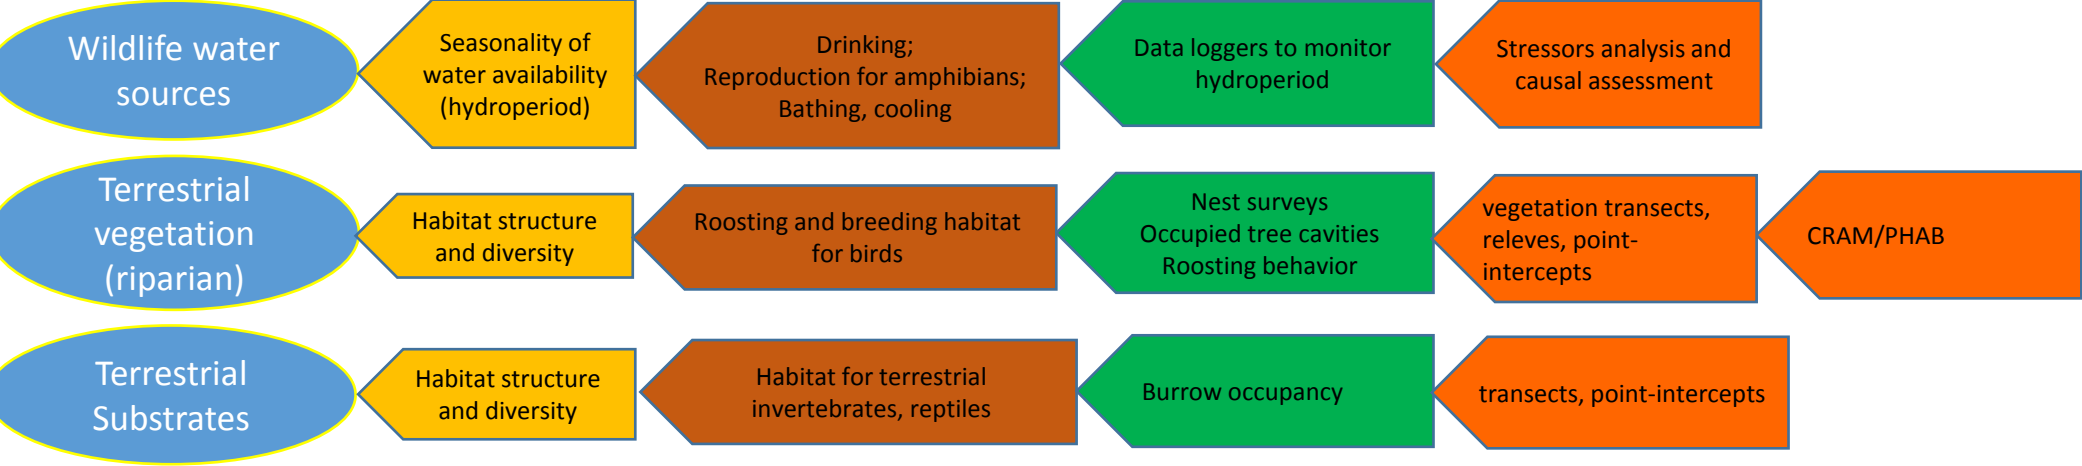 Wildlife water
sources
Seasonality of
water availability
(hydroperiod)
Drinking;
Reproduction for amphibians;
Bathing, cooling
Data loggers to monitor
hydroperiod
Stressors analysis and
causal assessment
Terrestrial
vegetation
(riparian)
Habitat structure
and diversity
Roosting and breeding habitat
for birds
Nest surveys
Occupied tree cavities
Roosting behavior
vegetation transects,
releves, point-
intercepts
CRAM/PHAB
Terrestrial
Substrates
Habitat structure
and diversity
Habitat for terrestrial
invertebrates, reptiles
Burrow occupancy
transects, point-intercepts